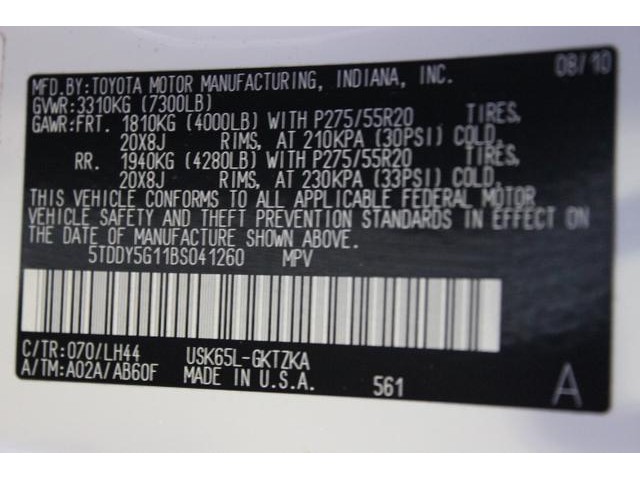 MFD.BY:TOYOTA MOTOR MANUFACTURING, INDIANA, INC. 08/10
GVWR:3310KG (7300LB)
GAWR:FRT. 1810KG (4000LB) WITH P275/55R20 TIRES,
20X8J RIMS, AT 210KPA (30PSI) COLD,
RR. 1940KG (4280LB) WITH P275/55R20 TIRES,
20X8J RIMS, AT 230KPA (33PSI) COLD.
THIS VEHICLE CONFORMS TO ALL APPLICABLE FEDERAL MOTOR
VEHICLE SAFETY AND THEFT PREVENTION STANDARDS IN EFFECT ON
THE DATE OF MANUFACTURE SHOWN ABOVE.
5TDDY5G11BS041260 MPV
C/TR:070/LH44 USK65L-GKTZKA
A/TM:A02A/AB60F MADE IN U.S.A. 561 A